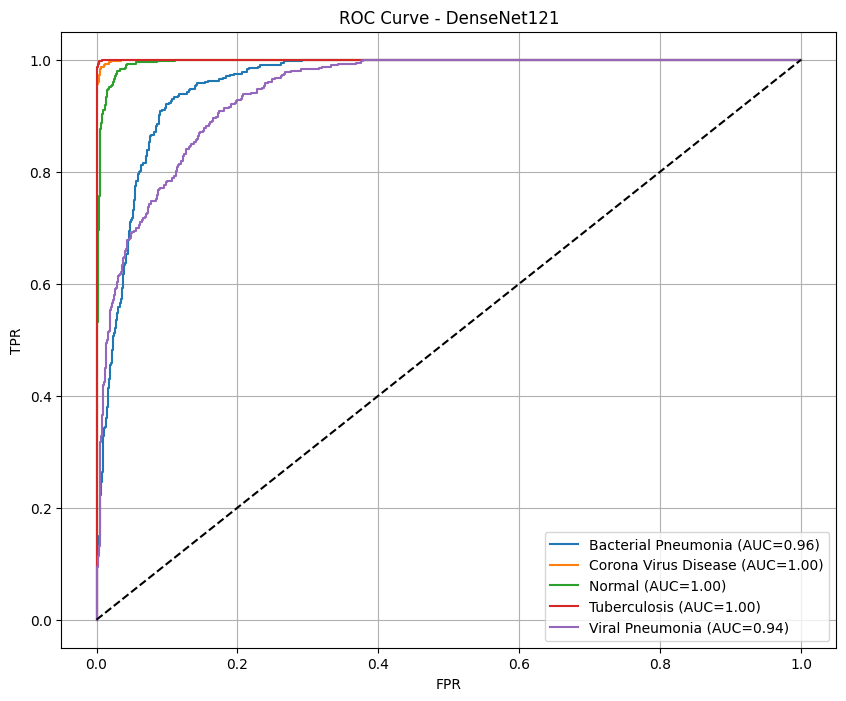 ROC Curve - DenseNet121
1.0
0.8
0.6
0.4
0.2
0.0
TPR
Bacterial Pneumonia (AUC=0.96)
Corona Virus Disease (AUC=1.00)
Normal (AUC=1.00)
Tuberculosis (AUC=1.00)
Viral Pneumonia (AUC=0.94)
0.0 0.2 0.4 0.6 0.8 1.0
FPR